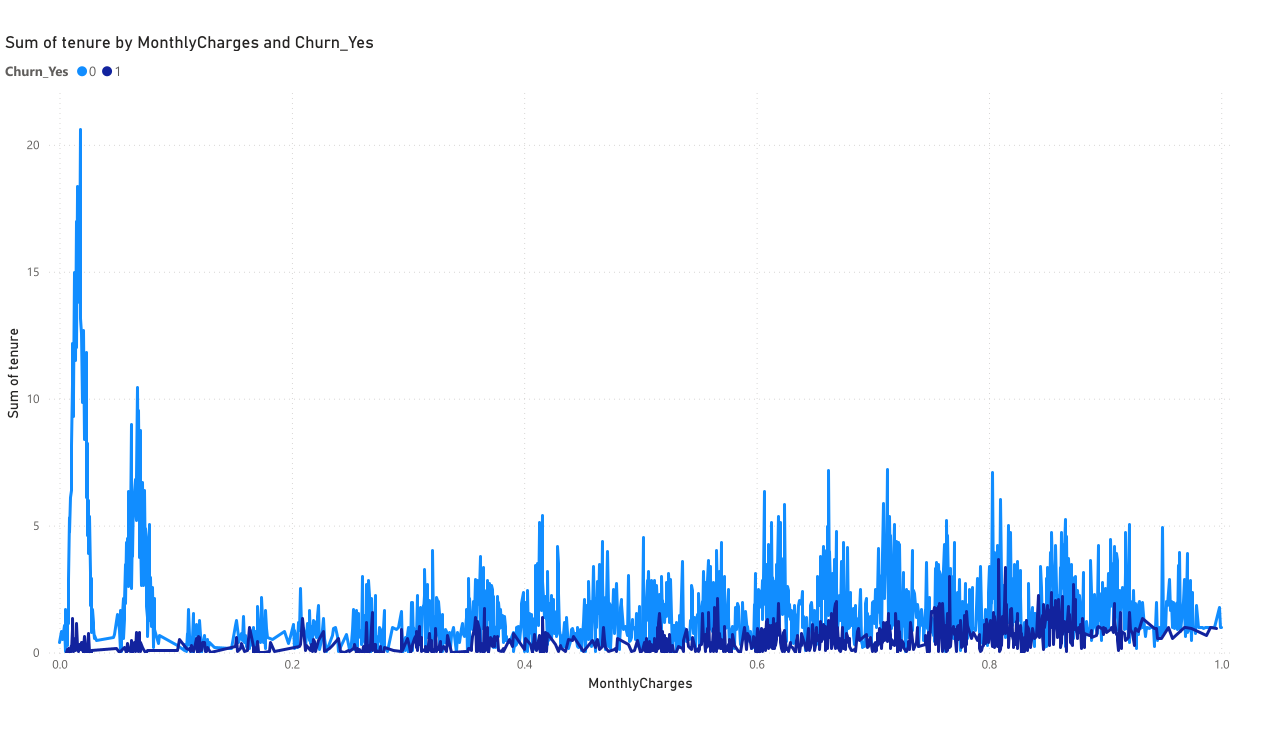 Sum of tenure by MonthlyCharges and Churn_Yes
Churn_Yes 0 1
20
15
10
5
0
Sum of tenure
0.0 0.2 0.4 0.6 0.8 1.0
MonthlyCharges